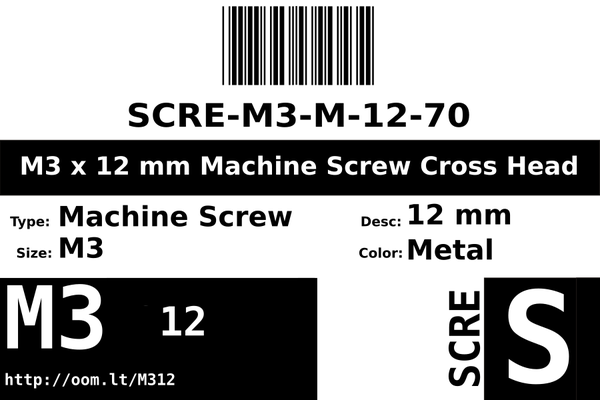 SCRE-M3-M-12-70
M3 x 12 mm Machine Screw Cross Head
Type: Machine Screw
Desc: 12 mm
Size: M3
Color: Metal
M3 12
http://oom.lt/M312
SCRE
S